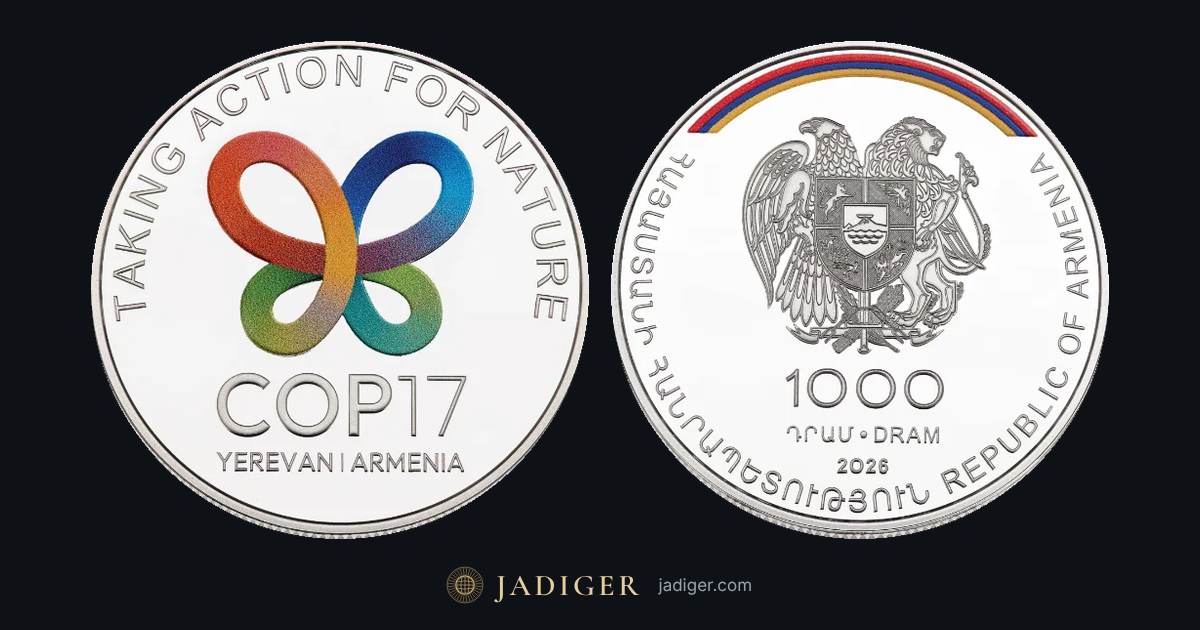 TAKING ACTION FOR NATURE
COP17
YEREVAN | ARMENIA
ՀԱՅԱՍՏԱՆԻ ՀԱՆՐԱՊԵՏՈՒԹՅՈՒՆ REPUBLIC OF ARMENIA
1000
ԴՐԱՄ • DRAM
2026
JADIGER jadiger.com